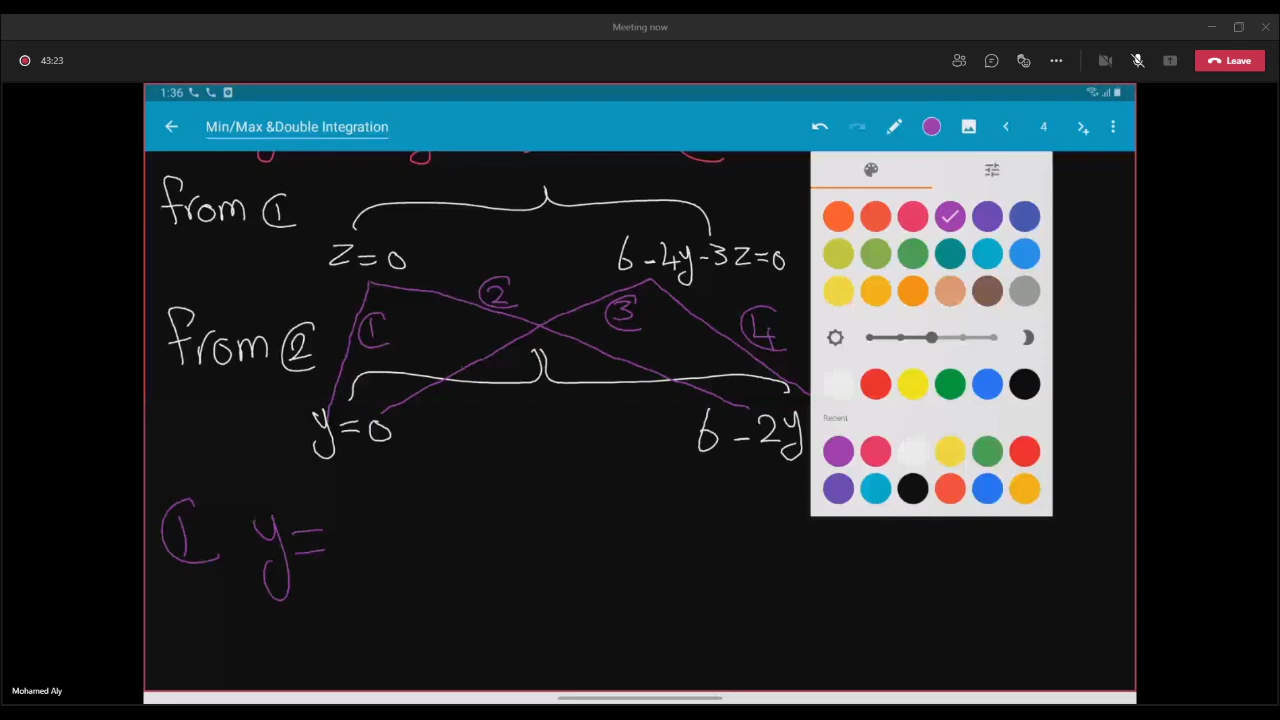 Meeting now
43:23
Leave
1:36
Min/Max &Double Integration
4
from ①
z=0
6-4y-3z=0
②
③
①
④
from ②
y=0
6-2y
Recent
① y=
Mohamed Aly